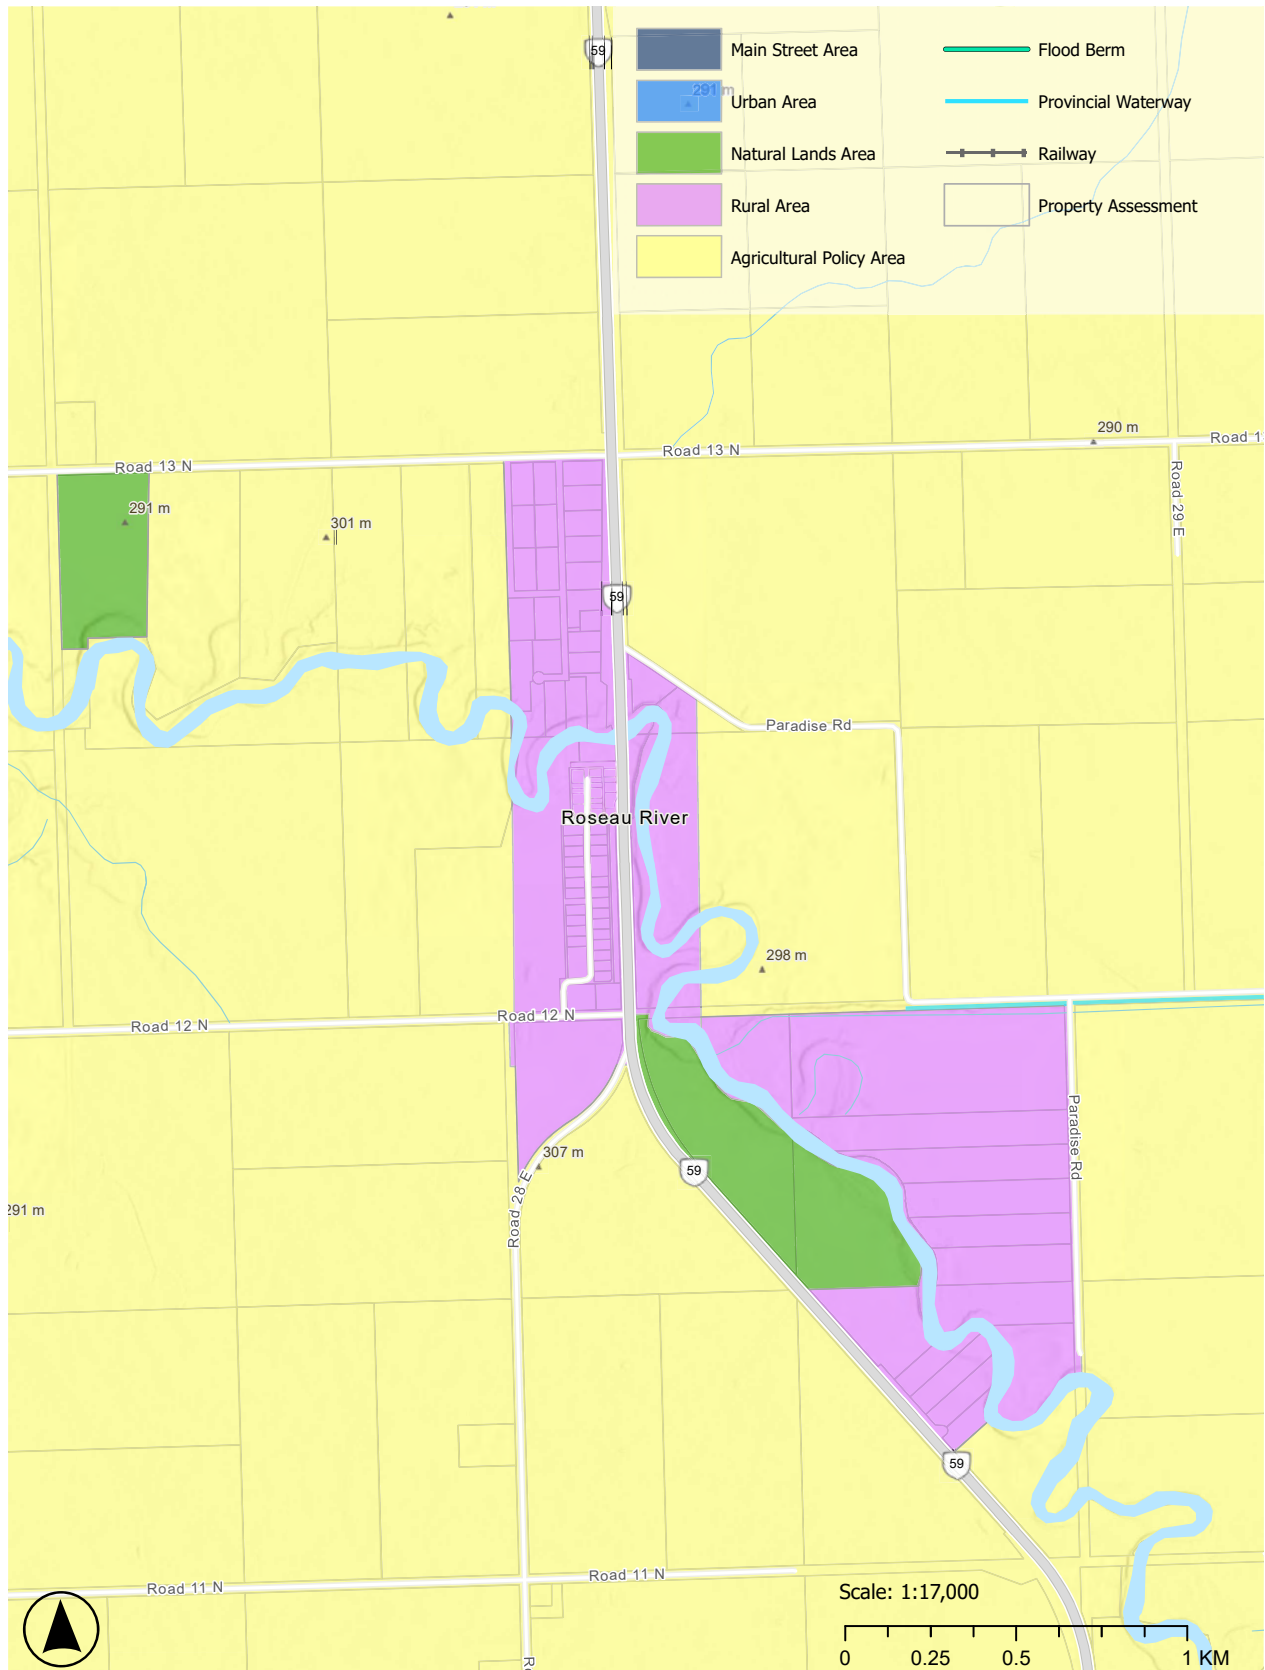 59
Main Street Area
Flood Berm
291 m
Urban Area
Provincial Waterway
Natural Lands Area
Railway
Rural Area
Property Assessment
Agricultural Policy Area
290 m
Road 13 N
Road 13 N
Road 1
Road 29 E
291 m
301 m
59
Paradise Rd
Roseau River
298 m
Road 12 N
Road 12 N
Paradise Rd
307 m
59
Road 28 E
291 m
59
Road 11 N
Road 11 N
Scale: 1:17,000
0 0.25 0.5 1 KM